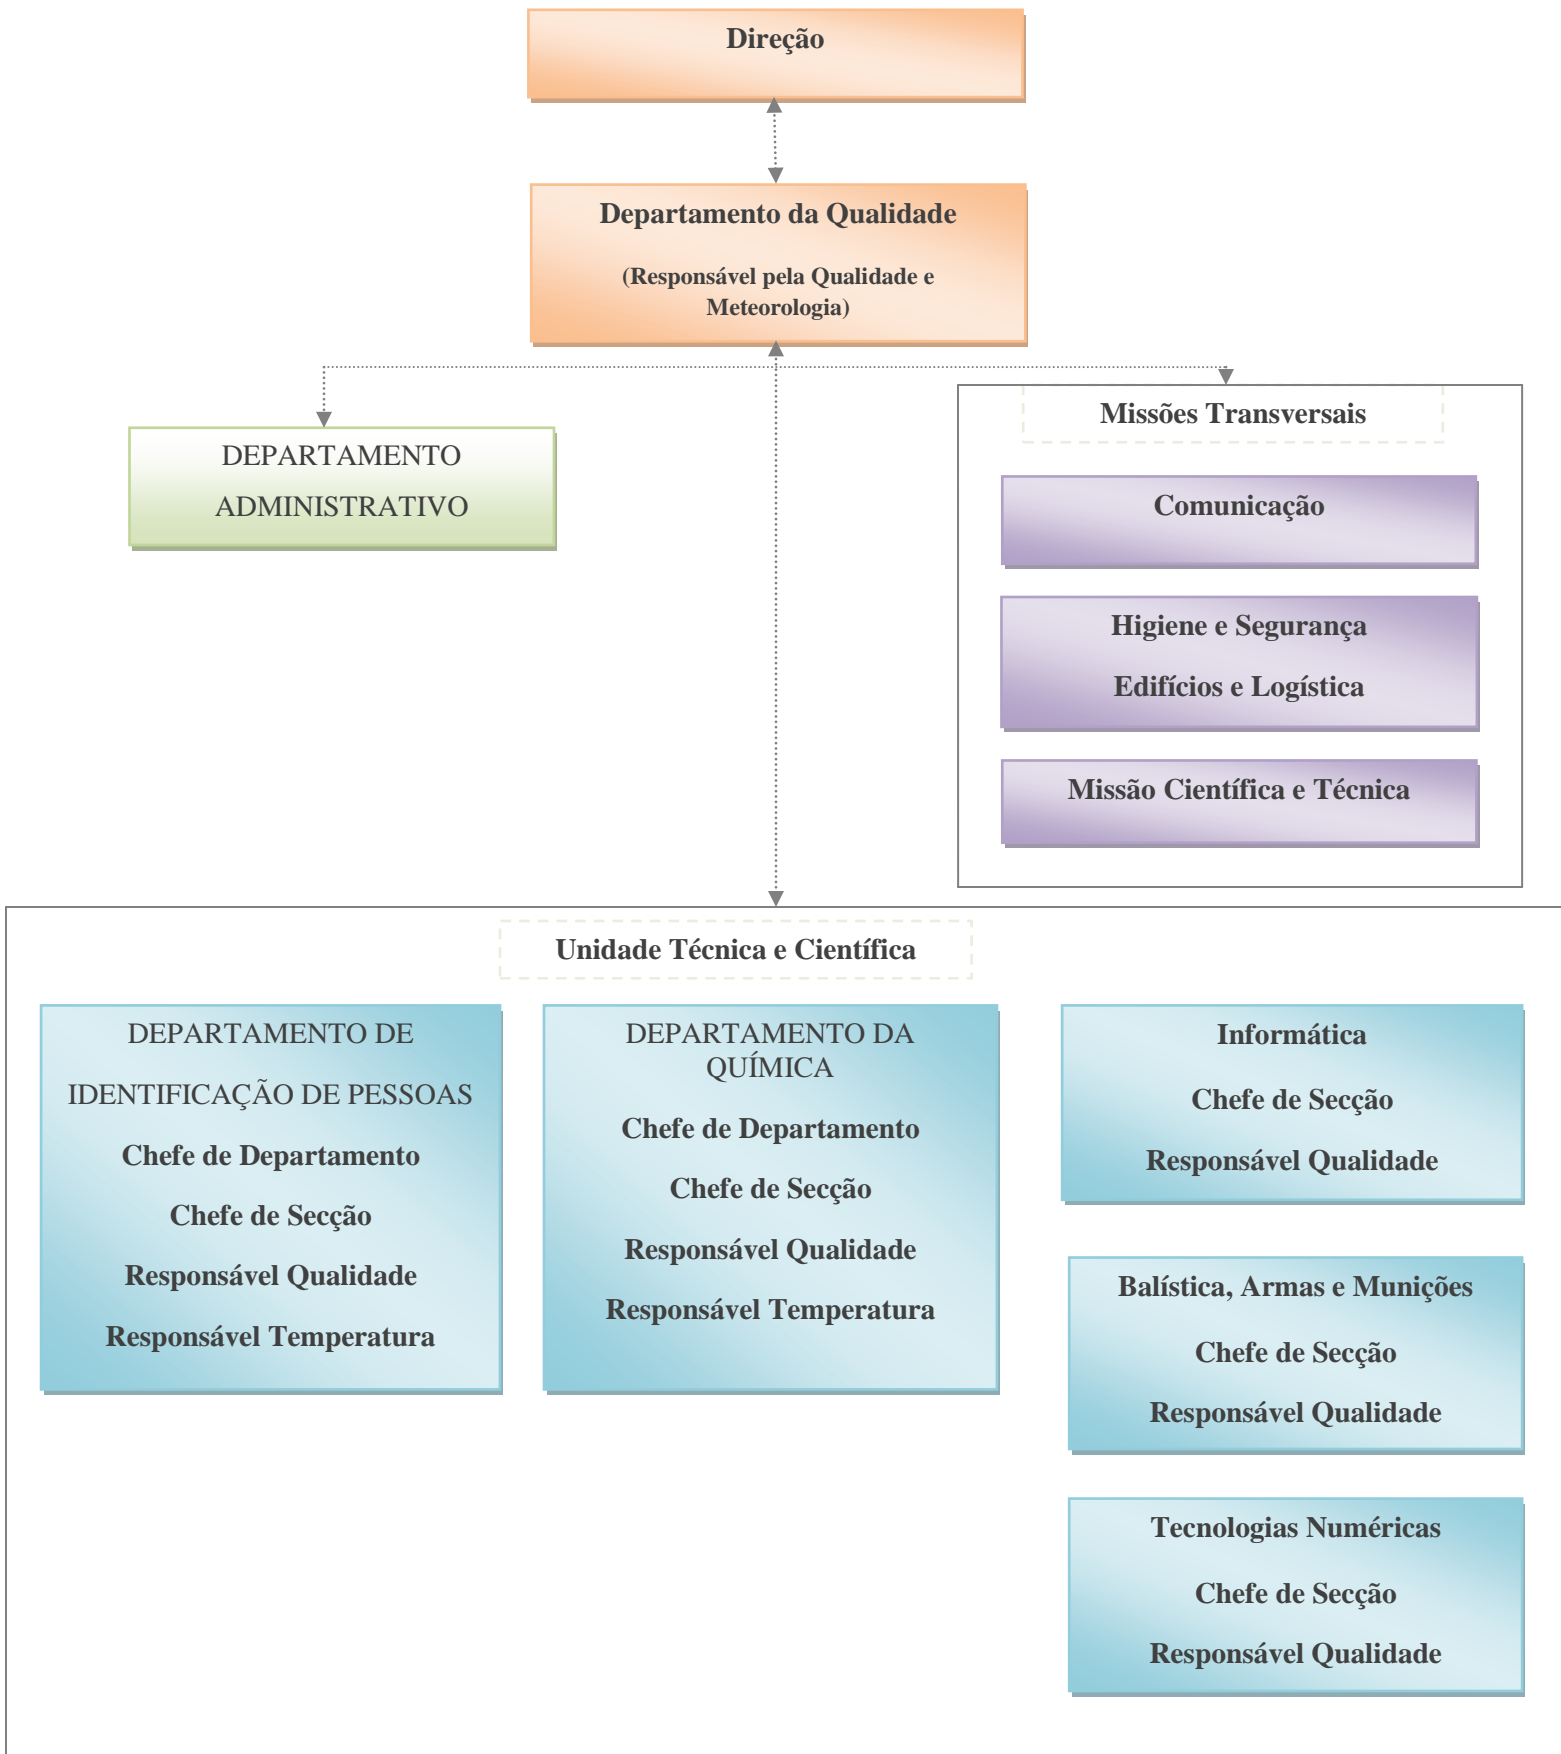 Direção
Departamento da Qualidade
(Responsável pela Qualidade e
Meteorologia)
DEPARTAMENTO
ADMINISTRATIVO
Missões Transversais
Comunicação
Higiene e Segurança
Edifícios e Logística
Missão Científica e Técnica
Unidade Técnica e Científica
DEPARTAMENTO DE
IDENTIFICAÇÃO DE PESSOAS
Chefe de Departamento
Chefe de Secção
Responsável Qualidade
Responsável Temperatura
DEPARTAMENTO DA
QUÍMICA
Chefe de Departamento
Chefe de Secção
Responsável Qualidade
Responsável Temperatura
Informática
Chefe de Secção
Responsável Qualidade
Balística, Armas e Munições
Chefe de Secção
Responsável Qualidade
Tecnologias Numéricas
Chefe de Secção
Responsável Qualidade